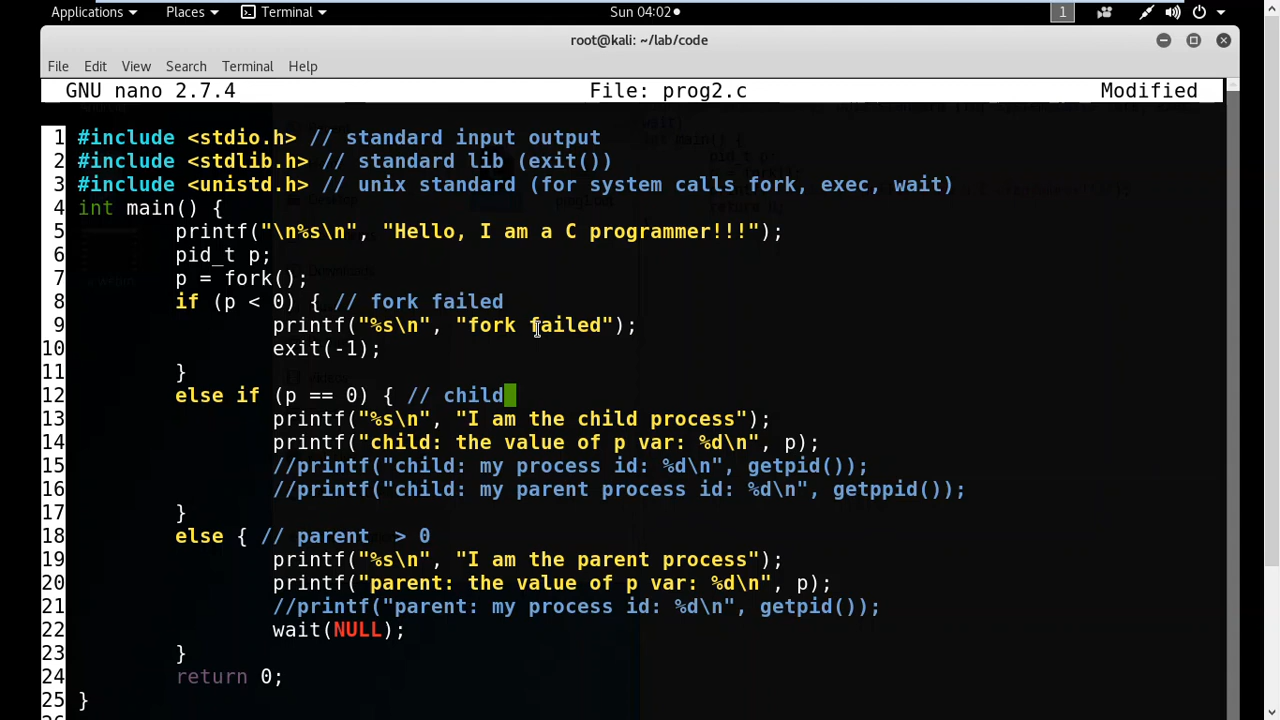 Applications Places Terminal Sun 04:02 1
root@kali: ~/lab/code
File Edit View Search Terminal Help
GNU nano 2.7.4 File: prog2.c Modified
1 #include <stdio.h> // standard input output
2 #include <stdlib.h> // standard lib (exit())
3 #include <unistd.h> // unix standard (for system calls fork, exec, wait)
4 int main() {
5 printf("\n%s\n", "Hello, I am a C programmer!!!");
6 pid_t p;
7 p = fork();
8 if (p < 0) { // fork failed
9 printf("%s\n", "fork failed");
10 exit(-1);
11 }
12 else if (p == 0) { // child
13 printf("%s\n", "I am the child process");
14 printf("child: the value of p var: %d\n", p);
15 //printf("child: my process id: %d\n", getpid());
16 //printf("child: my parent process id: %d\n", getppid());
17 }
18 else { // parent  > 0
19 printf("%s\n", "I am the parent process");
20 printf("parent: the value of p var: %d\n", p);
21 //printf("parent: my process id: %d\n", getpid());
22 wait(NULL);
23 }
24 return 0;
25 }